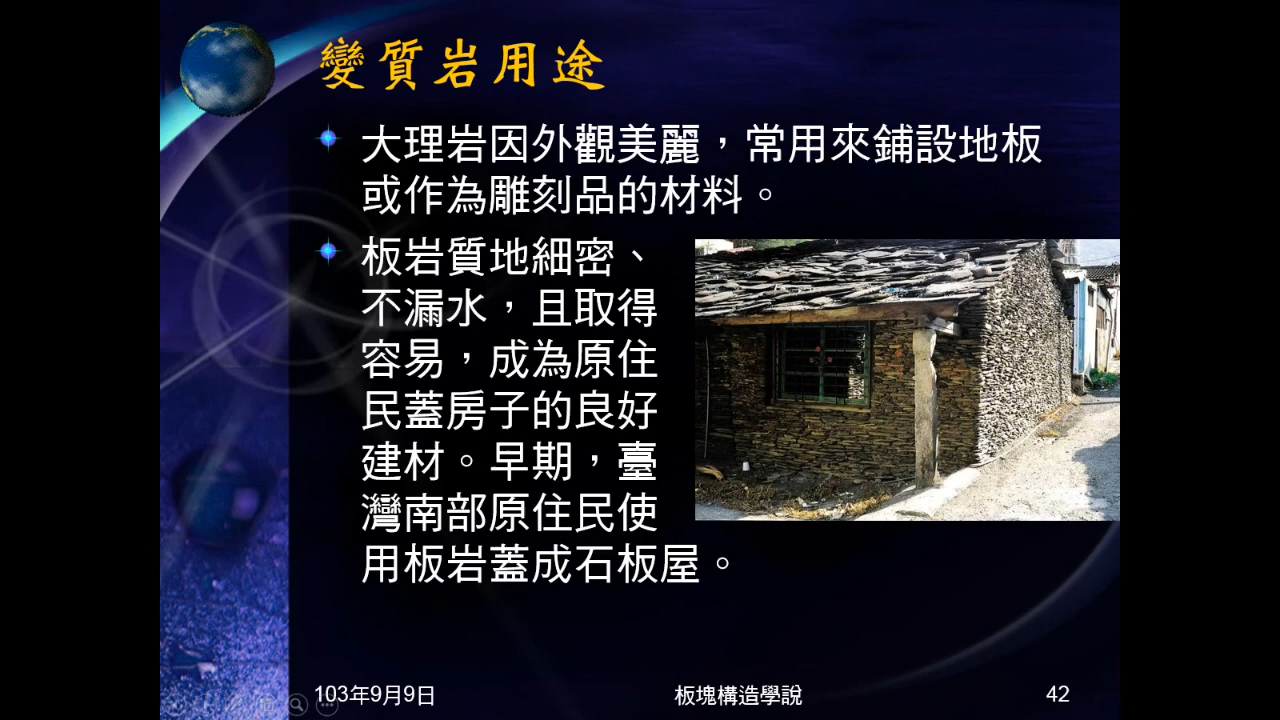 變質岩用途
大理岩因外觀美麗，常用來鋪設地板
或作為雕刻品的材料。
板岩質地細密、
不漏水，且取得
容易，成為原住
民蓋房子的良好
建材。早期，臺
灣南部原住民使
用板岩蓋成石板屋。
103年9月9日
板塊構造學說
42